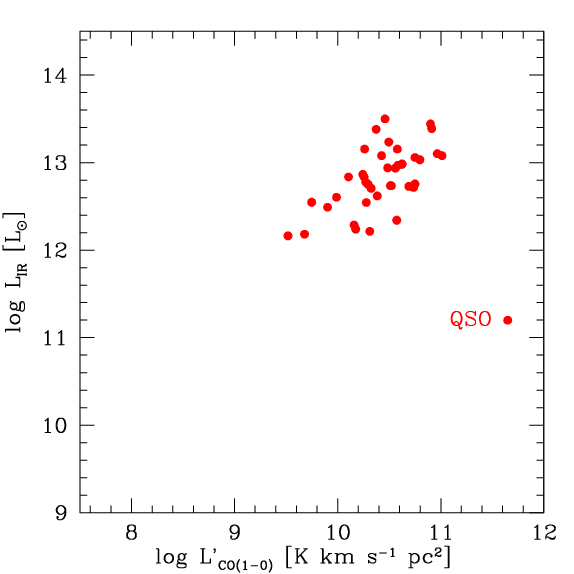 14
13
12
11
10
9
log L_IR [L_⊙]
QSO
8 9 10 11 12
log L'_CO(1−0) [K km s⁻¹ pc²]